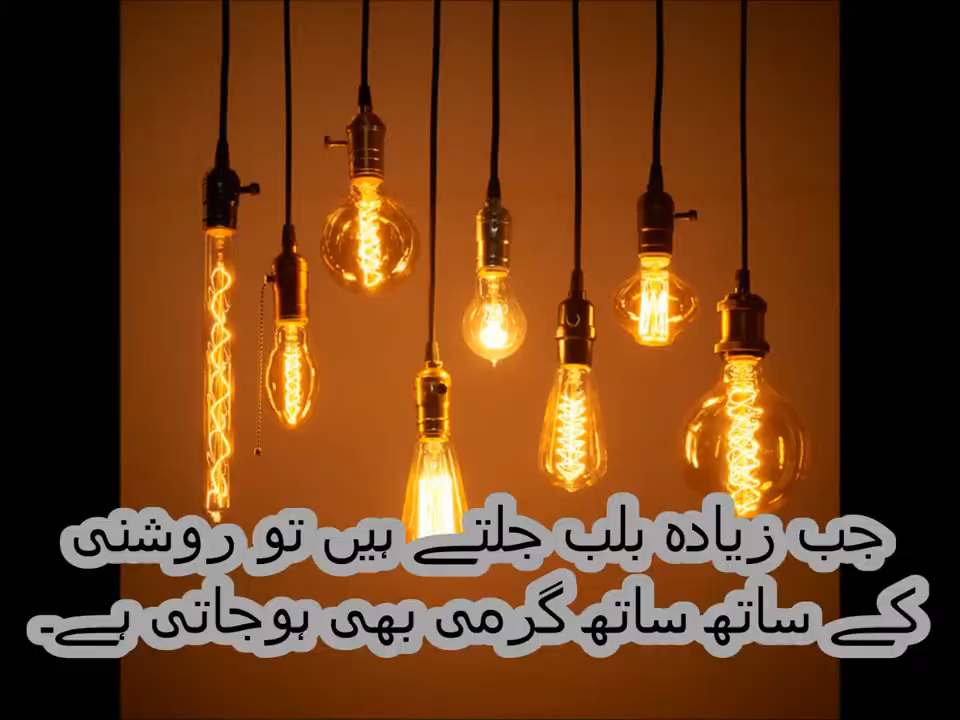 جب زیادہ بلب جلتے ہیں تو روشنی
کے ساتھ ساتھ گرمی بھی ہوجاتی ہے۔